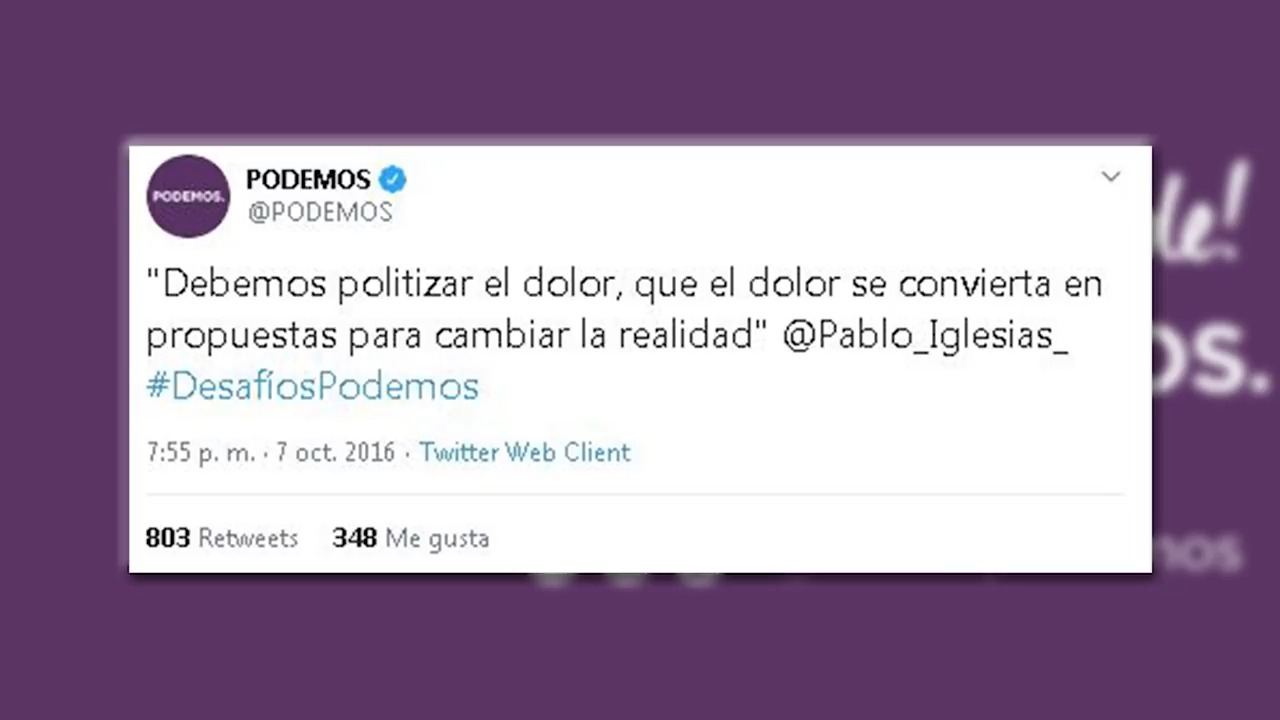 PODEMOS
@PODEMOS
PODEMOS.
"Debemos politizar el dolor, que el dolor se convierta en
propuestas para cambiar la realidad" @Pablo_Iglesias_
#DesafíosPodemos
7:55 p. m. · 7 oct. 2016 · Twitter Web Client
803 Retweets 348 Me gusta